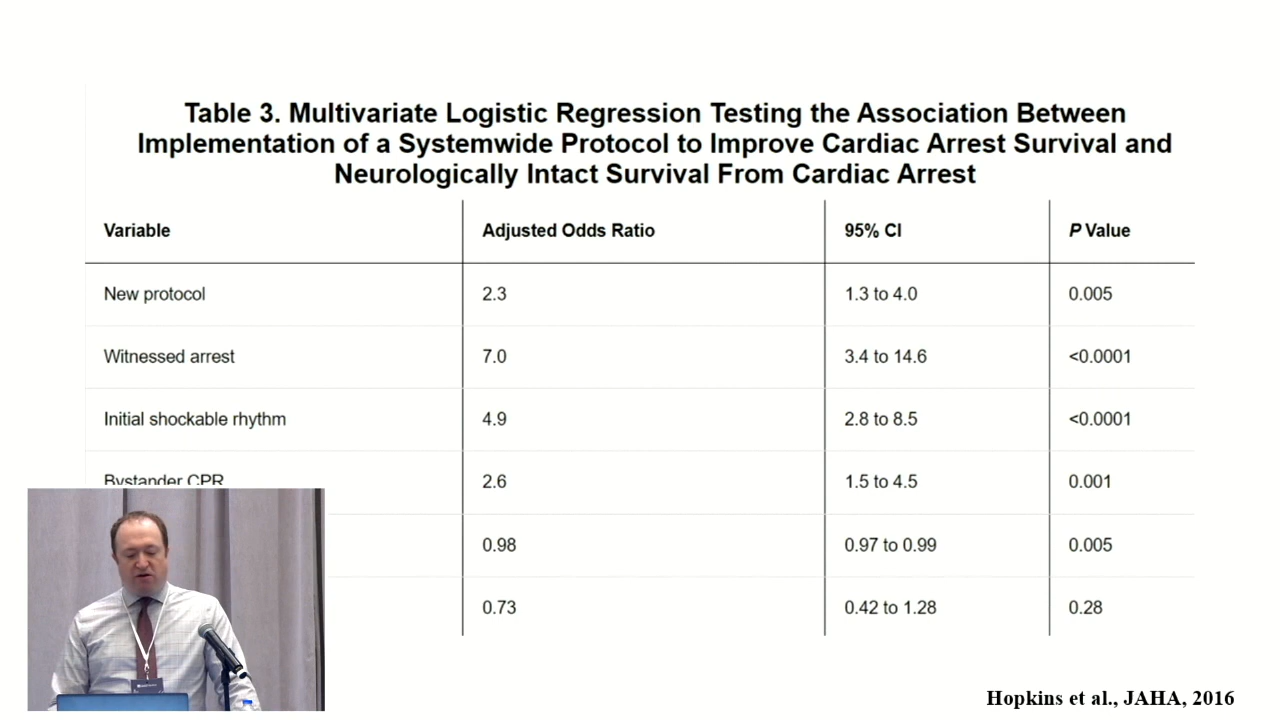 Table 3. Multivariate Logistic Regression Testing the Association Between
Implementation of a Systemwide Protocol to Improve Cardiac Arrest Survival and
Neurologically Intact Survival From Cardiac Arrest
Variable Adjusted Odds Ratio 95% CI P Value
New protocol 2.3 1.3 to 4.0 0.005
Witnessed arrest 7.0 3.4 to 14.6 <0.0001
Initial shockable rhythm 4.9 2.8 to 8.5 <0.0001
Bystander CPR 2.6 1.5 to 4.5 0.001
0.98 0.97 to 0.99 0.005
0.73 0.42 to 1.28 0.28
Hopkins et al., JAHA, 2016